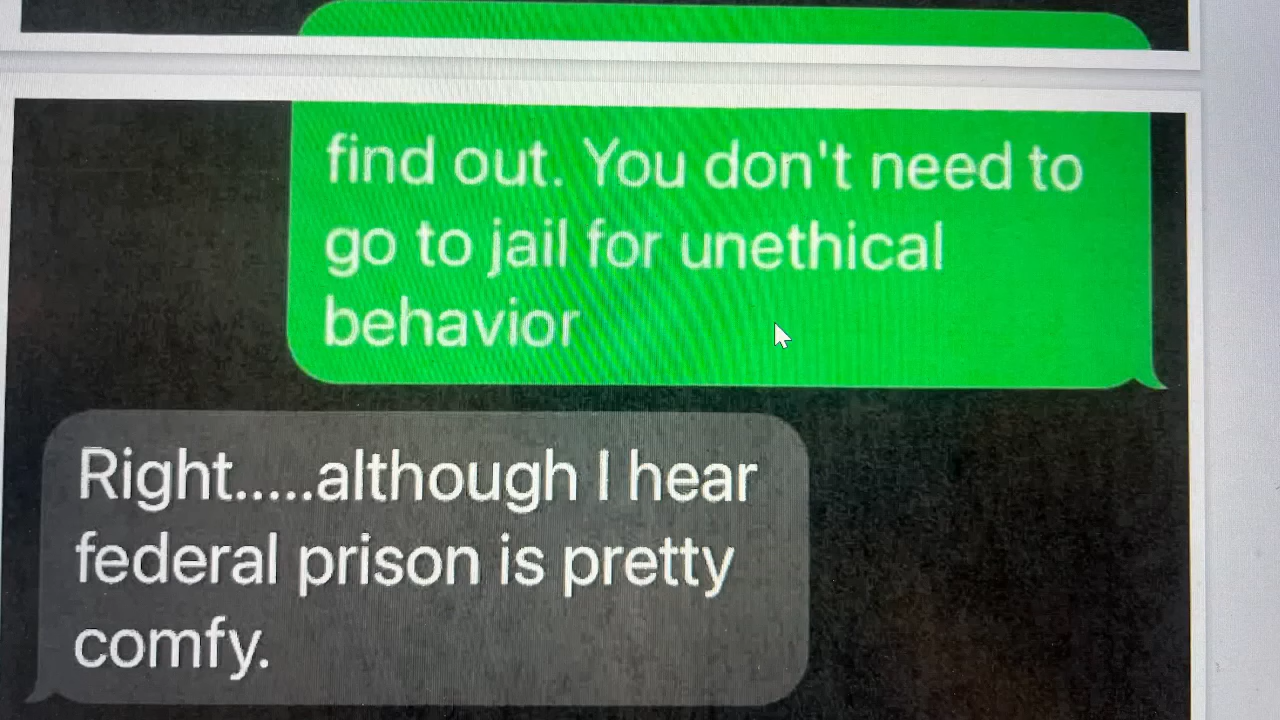 find out. You don't need to
go to jail for unethical
behavior
Right.....although I hear
federal prison is pretty
comfy.